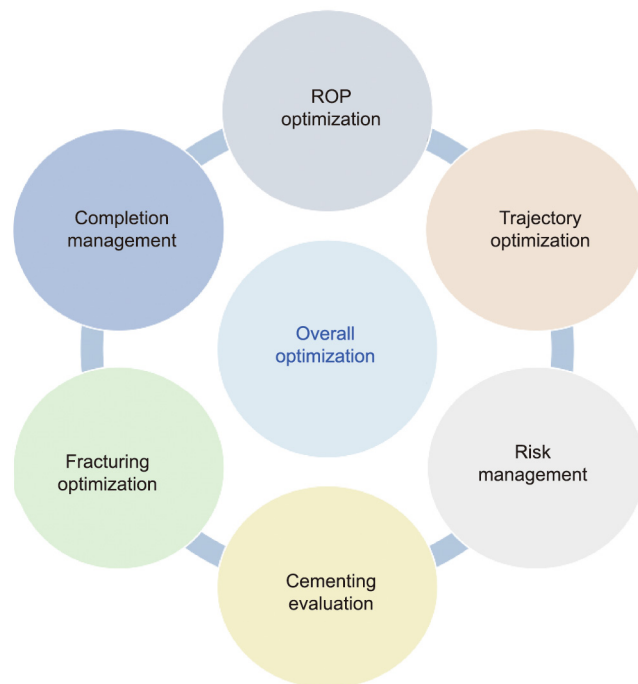 ROP
optimization
Trajectory
optimization
Risk
management
Cementing
evaluation
Fracturing
optimization
Completion
management
Overall
optimization